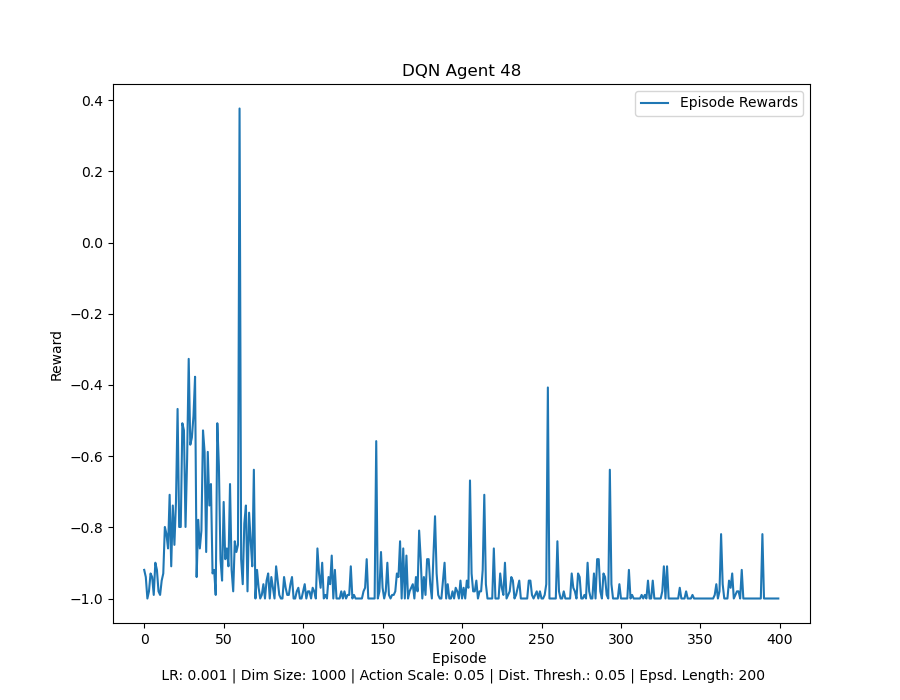 DQN Agent 48
Episode Rewards
0.4
0.2
0.0
−0.2
−0.4
−0.6
−0.8
−1.0
Reward
0 50 100 150 200 250 300 350 400
Episode
LR: 0.001 | Dim Size: 1000 | Action Scale: 0.05 | Dist. Thresh.: 0.05 | Epsd. Length: 200